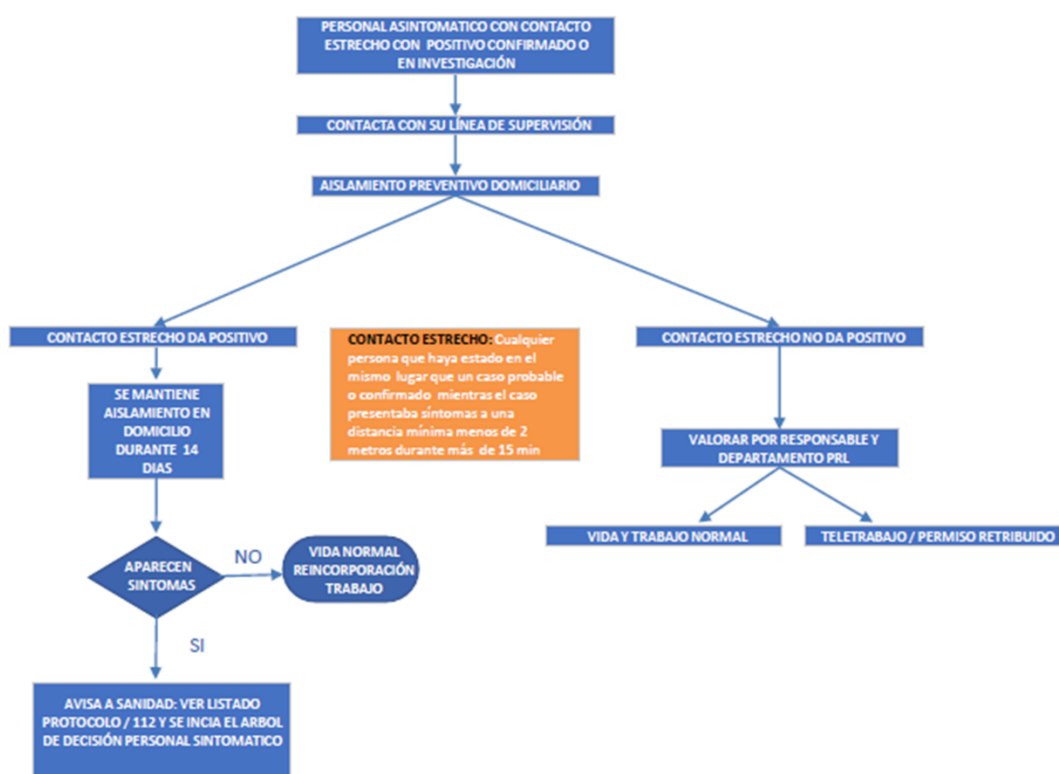 PERSONAL ASINTOMATICO CON CONTACTO
ESTRECHO CON POSITIVO CONFIRMADO O
EN INVESTIGACIÓN
CONTACTA CON SU LÍNEA DE SUPERVISIÓN
AISLAMIENTO PREVENTIVO DOMICILIARIO
CONTACTO ESTRECHO DA POSITIVO
SE MANTIENE
AISLAMIENTO EN
DOMICILIO
DURANTE 14
DIAS
APARECEN
SINTOMAS
NO
VIDA NORMAL
REINCORPORACIÓN
TRABAJO
SI
AVISA A SANIDAD: VER LISTADO
PROTOCOLO / 112 Y SE INCIA EL ARBOL
DE DECISIÓN PERSONAL SINTOMATICO
CONTACTO ESTRECHO: Cualquier
persona que haya estado en el
mismo lugar que un caso probable
o confirmado mientras el caso
presentaba síntomas a una
distancia mínima menos de 2
metros durante más de 15 min
CONTACTO ESTRECHO NO DA POSITIVO
VALORAR POR RESPONSABLE Y
DEPARTAMENTO PRL
VIDA Y TRABAJO NORMAL
TELETRABAJO / PERMISO RETRIBUIDO